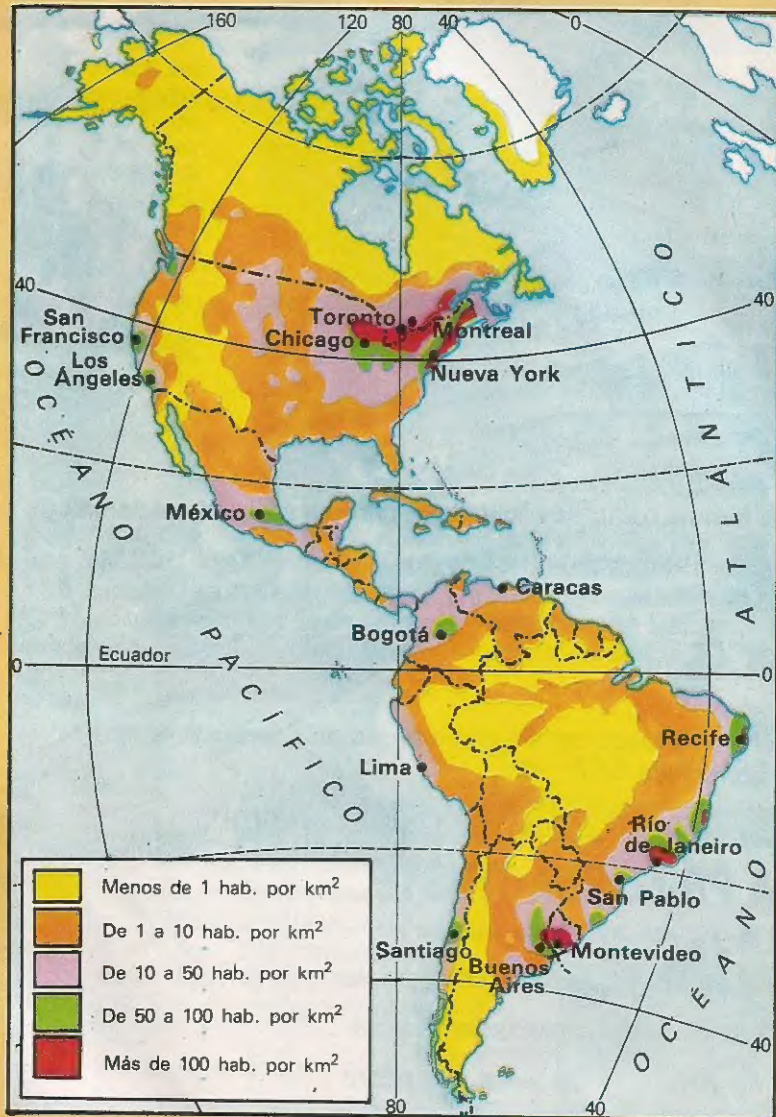 160
120
80
40
0
40
Toronto
San
Francisco
Chicago
Montreal
Los
Ángeles
Nueva York
40
OCÉANO
PACÍFICO
ATLÁNTICO
OCÉANO
México
Caracas
Bogotá
0
Ecuador
0
Recife
Lima
Río
de Janeiro
San Pablo
Santiago
Montevideo
Buenos
Aires
Menos de 1 hab. por km²
De 1 a 10 hab. por km²
De 10 a 50 hab. por km²
De 50 a 100 hab. por km²
Más de 100 hab. por km²
40
80
40